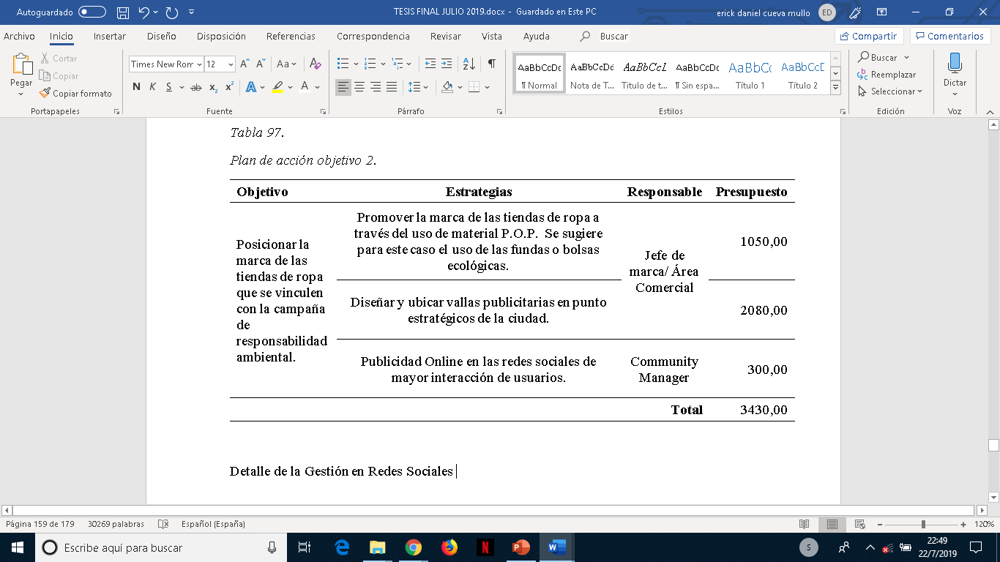 Autoguardado
TESIS FINAL JULIO 2019.docx - Guardado en Este PC
erick daniel cueva mullo
ED
Archivo Inicio Insertar Diseño Disposición Referencias Correspondencia Revisar Vista Ayuda Buscar
Compartir Comentarios
Pegar
Cortar
Copiar
Copiar formato
Portapapeles
Times New Rom 12
N K S ab x₂ x²
Fuente
Párrafo
AaBbCcDc AaBbCcDc AaBbCcL AaBbCcDc AaBbCc AaBbCcD
¶ Normal Nota de T... Titulo de t... ¶ Sin espa... Título 1 Título 2
Estilos
Buscar
Reemplazar
Seleccionar
Edición
Dictar
Voz
Tabla 97.
Plan de acción objetivo 2.
Objetivo Estrategias Responsable Presupuesto
Posicionar la
marca de las
tiendas de ropa
que se vinculen
con la campaña
de
responsabilidad
ambiental.
Promover la marca de las tiendas de ropa a
través del uso de material P.O.P. Se sugiere
para este caso el uso de las fundas o bolsas
ecológicas.
Jefe de
marca/ Área
Comercial
1050,00
Diseñar y ubicar vallas publicitarias en punto
estratégicos de la ciudad.
2080,00
Publicidad Online en las redes sociales de
mayor interacción de usuarios.
Community
Manager
300,00
Total 3430,00
Detalle de la Gestión en Redes Sociales
Página 159 de 179 30269 palabras Español (España)
120%
Escribe aquí para buscar
S
22:49
22/7/2019